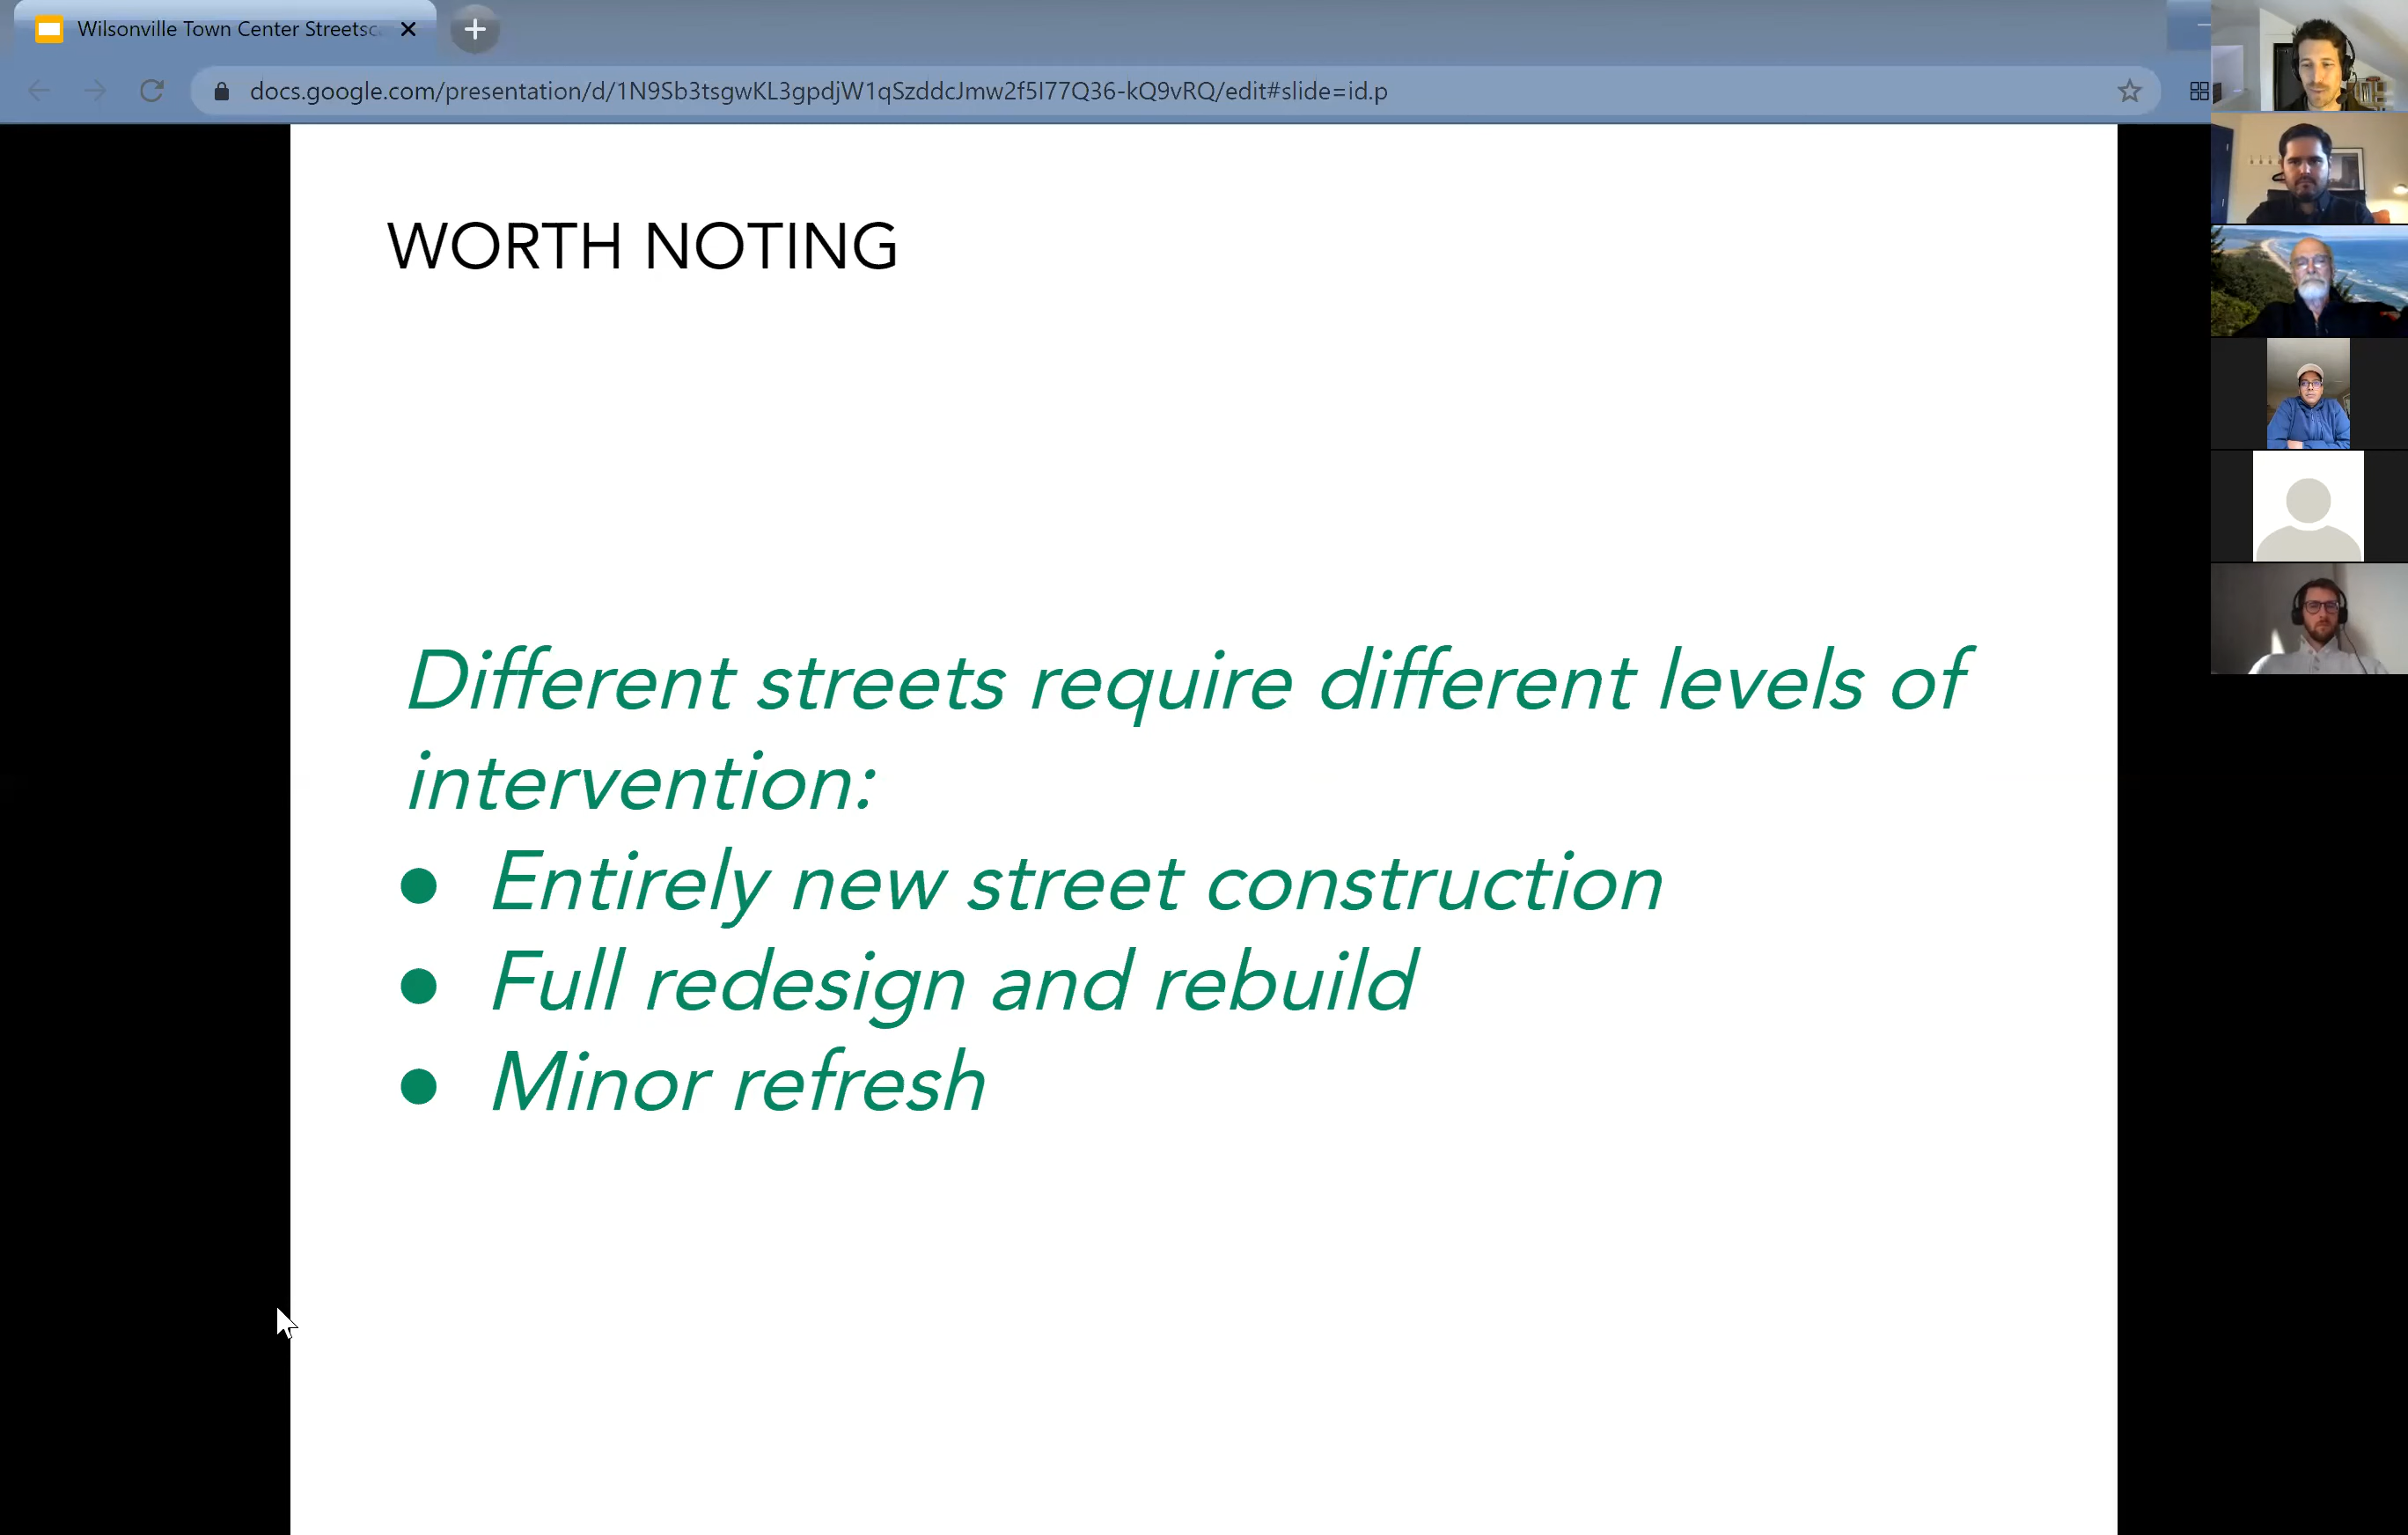 Wilsonville Town Center Streetsc
docs.google.com/presentation/d/1N9Sb3tsgwKL3gpdjW1qSzddcJmw2f5I77Q36-kQ9vRQ/edit#slide=id.p
WORTH NOTING
Different streets require different levels of
intervention:
● Entirely new street construction
● Full redesign and rebuild
● Minor refresh